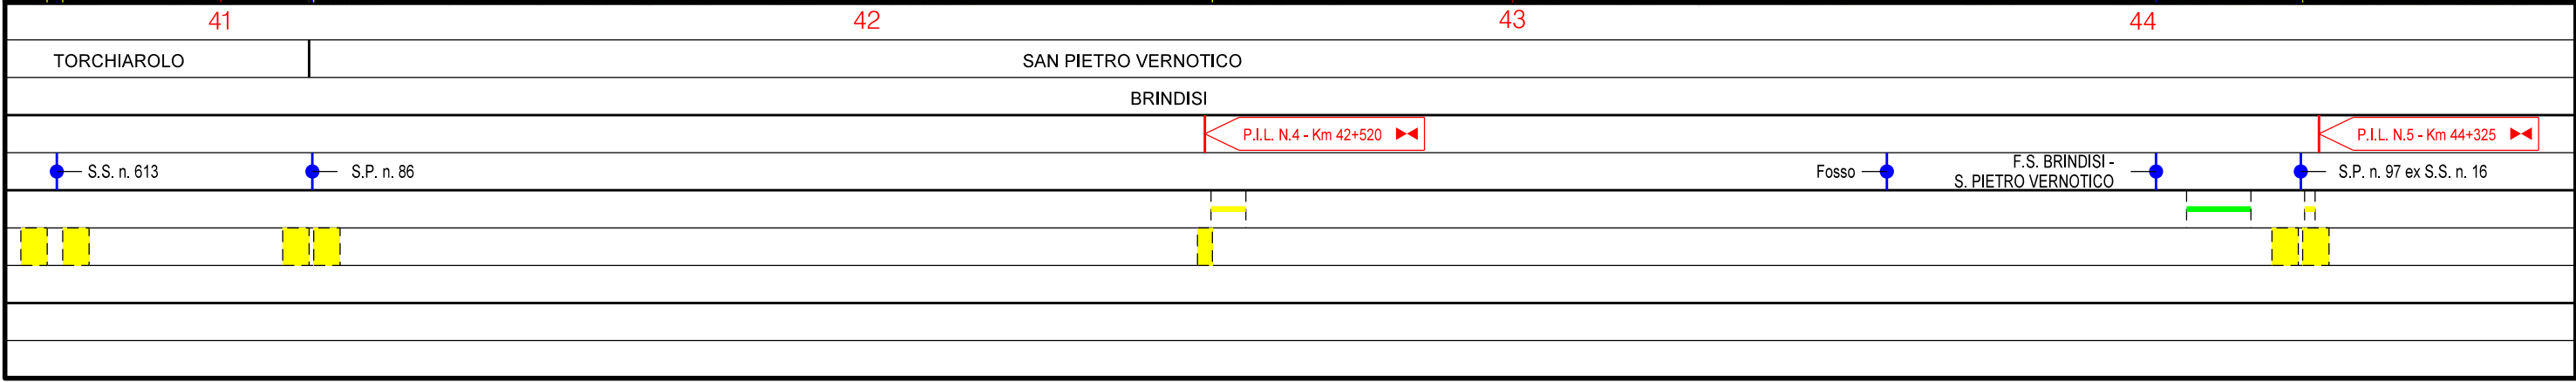 41 42 43 44
TORCHIAROLO SAN PIETRO VERNOTICO
BRINDISI
P.I.L. N.4 - Km 42+520 P.I.L. N.5 - Km 44+325
S.S. n. 613 S.P. n. 86 Fosso F.S. BRINDISI -
S. PIETRO VERNOTICO S.P. n. 97 ex S.S. n. 16